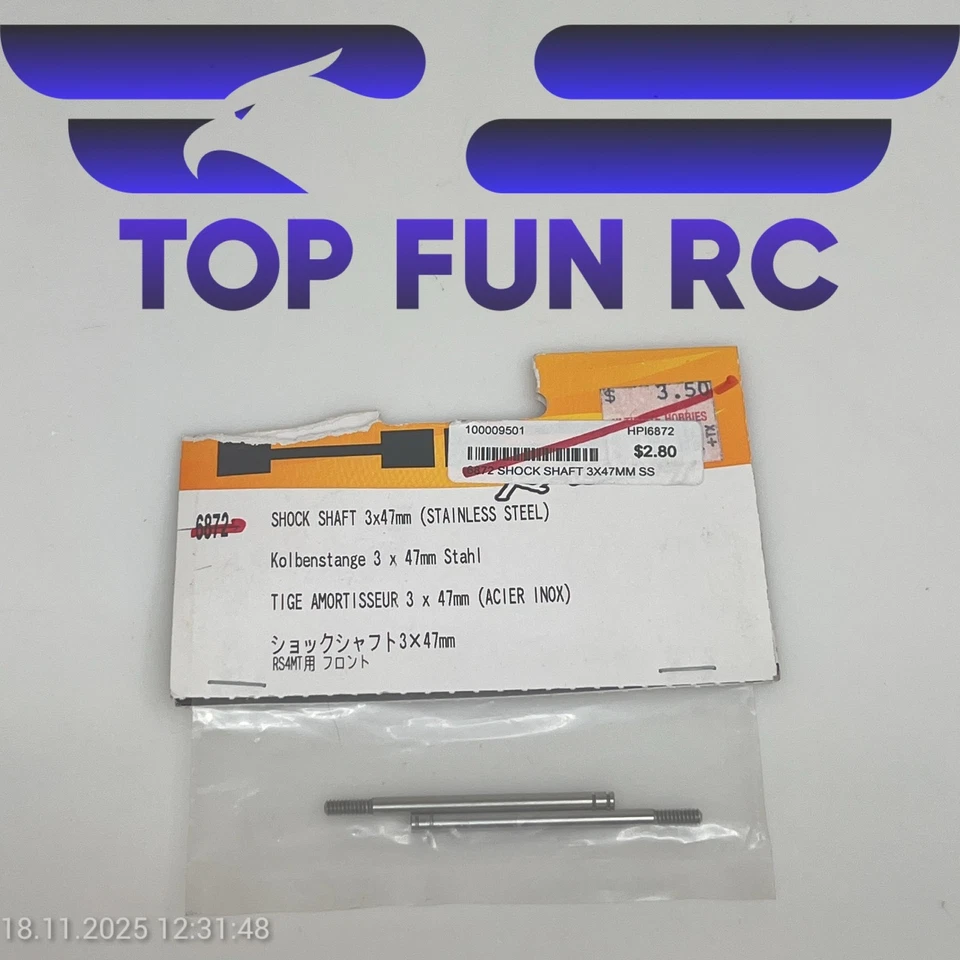 TOP FUN RC
$ 3.50
HOBBIES
+TX
100009501
HPI6872
$2.80
6872 SHOCK SHAFT 3X47MM SS
6872
SHOCK SHAFT 3x47mm (STAINLESS STEEL)
Kolbenstange 3 x 47mm Stahl
TIGE AMORTISSEUR 3 x 47mm (ACIER INOX)
ショックシャフト3×47mm
RS4MT用 フロント
18.11.2025 12:31:48